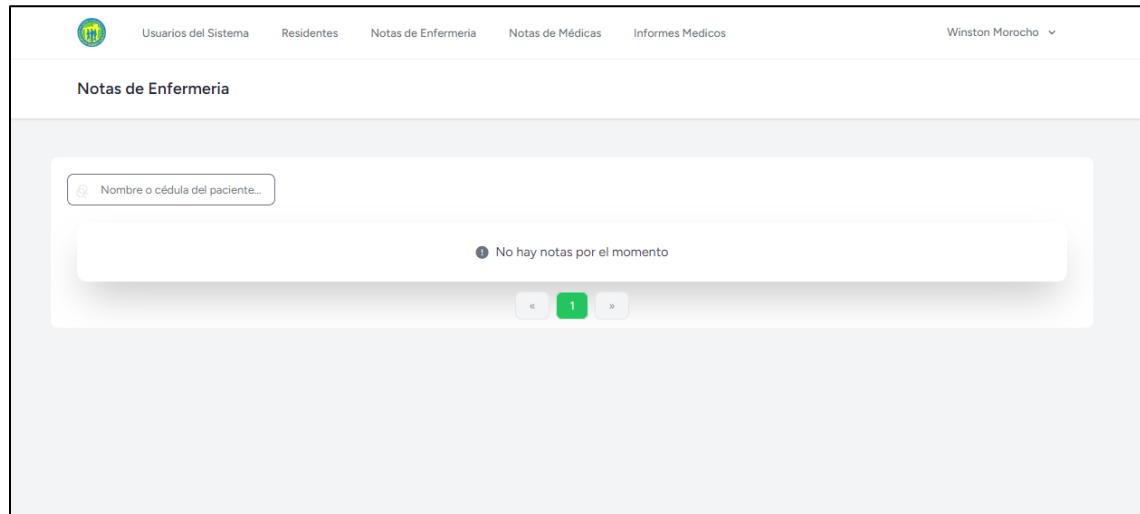 Usuarios del Sistema Residentes Notas de Enfermeria Notas de Médicas Informes Medicos Winston Morocho
Notas de Enfermeria
Nombre o cédula del paciente...
No hay notas por el momento
« 1 »